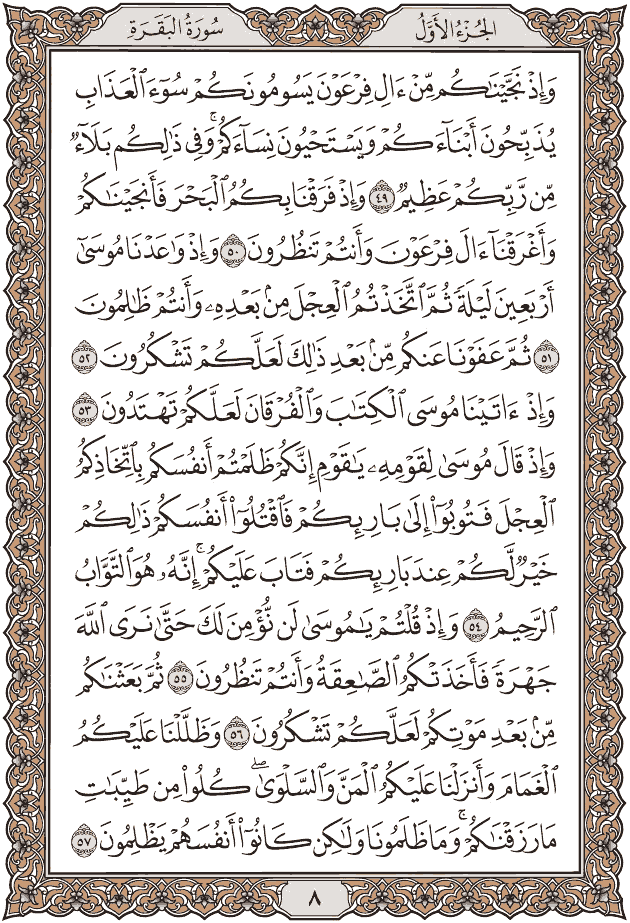 الجُزْءُ الأَوَّلُ
سُورَةُ البَقَرَةِ
وَإِذْ نَجَّيْنَٰكُم مِّنْ ءَالِ فِرْعَوْنَ يَسُومُونَكُمْ سُوٓءَ ٱلْعَذَابِ
يُذَبِّحُونَ أَبْنَآءَكُمْ وَيَسْتَحْيُونَ نِسَآءَكُمْ ۚ وَفِى ذَٰلِكُم بَلَآءٌ
مِّن رَّبِّكُمْ عَظِيمٌ ٤٩ وَإِذْ فَرَقْنَا بِكُمُ ٱلْبَحْرَ فَأَنجَيْنَٰكُمْ
وَأَغْرَقْنَآ ءَالَ فِرْعَوْنَ وَأَنتُمْ تَنظُرُونَ ٥٠ وَإِذْ وَٰعَدْنَا مُوسَىٰٓ
أَرْبَعِينَ لَيْلَةً ثُمَّ ٱتَّخَذْتُمُ ٱلْعِجْلَ مِنۢ بَعْدِهِۦ وَأَنتُمْ ظَٰلِمُونَ
٥١ ثُمَّ عَفَوْنَا عَنكُم مِّنۢ بَعْدِ ذَٰلِكَ لَعَلَّكُمْ تَشْكُرُونَ ٥٢
وَإِذْ ءَاتَيْنَا مُوسَى ٱلْكِتَٰبَ وَٱلْفُرْقَانَ لَعَلَّكُمْ تَهْتَدُونَ ٥٣
وَإِذْ قَالَ مُوسَىٰ لِقَوْمِهِۦ يَٰقَوْمِ إِنَّكُمْ ظَلَمْتُمْ أَنفُسَكُم بِٱتِّخَاذِكُمُ
ٱلْعِجْلَ فَتُوبُوٓا۟ إِلَىٰ بَارِئِكُمْ فَٱقْتُلُوٓا۟ أَنفُسَكُمْ ذَٰلِكُمْ
خَيْرٌ لَّكُمْ عِندَ بَارِئِكُمْ فَتَابَ عَلَيْكُمْ ۚ إِنَّهُۥ هُوَ ٱلتَّوَّابُ
ٱلرَّحِيمُ ٥٤ وَإِذْ قُلْتُمْ يَٰمُوسَىٰ لَن نُّؤْمِنَ لَكَ حَتَّىٰ نَرَى ٱللَّهَ
جَهْرَةً فَأَخَذَتْكُمُ ٱلصَّٰعِقَةُ وَأَنتُمْ تَنظُرُونَ ٥٥ ثُمَّ بَعَثْنَٰكُم
مِّنۢ بَعْدِ مَوْتِكُمْ لَعَلَّكُمْ تَشْكُرُونَ ٥٦ وَظَلَّلْنَا عَلَيْكُمُ
ٱلْغَمَامَ وَأَنزَلْنَا عَلَيْكُمُ ٱلْمَنَّ وَٱلسَّلْوَىٰ ۖ كُلُوا۟ مِن طَيِّبَٰتِ
مَا رَزَقْنَٰكُمْ ۚ وَمَا ظَلَمُونَا وَلَٰكِن كَانُوٓا۟ أَنفُسَهُمْ يَظْلِمُونَ ٥٧
٨